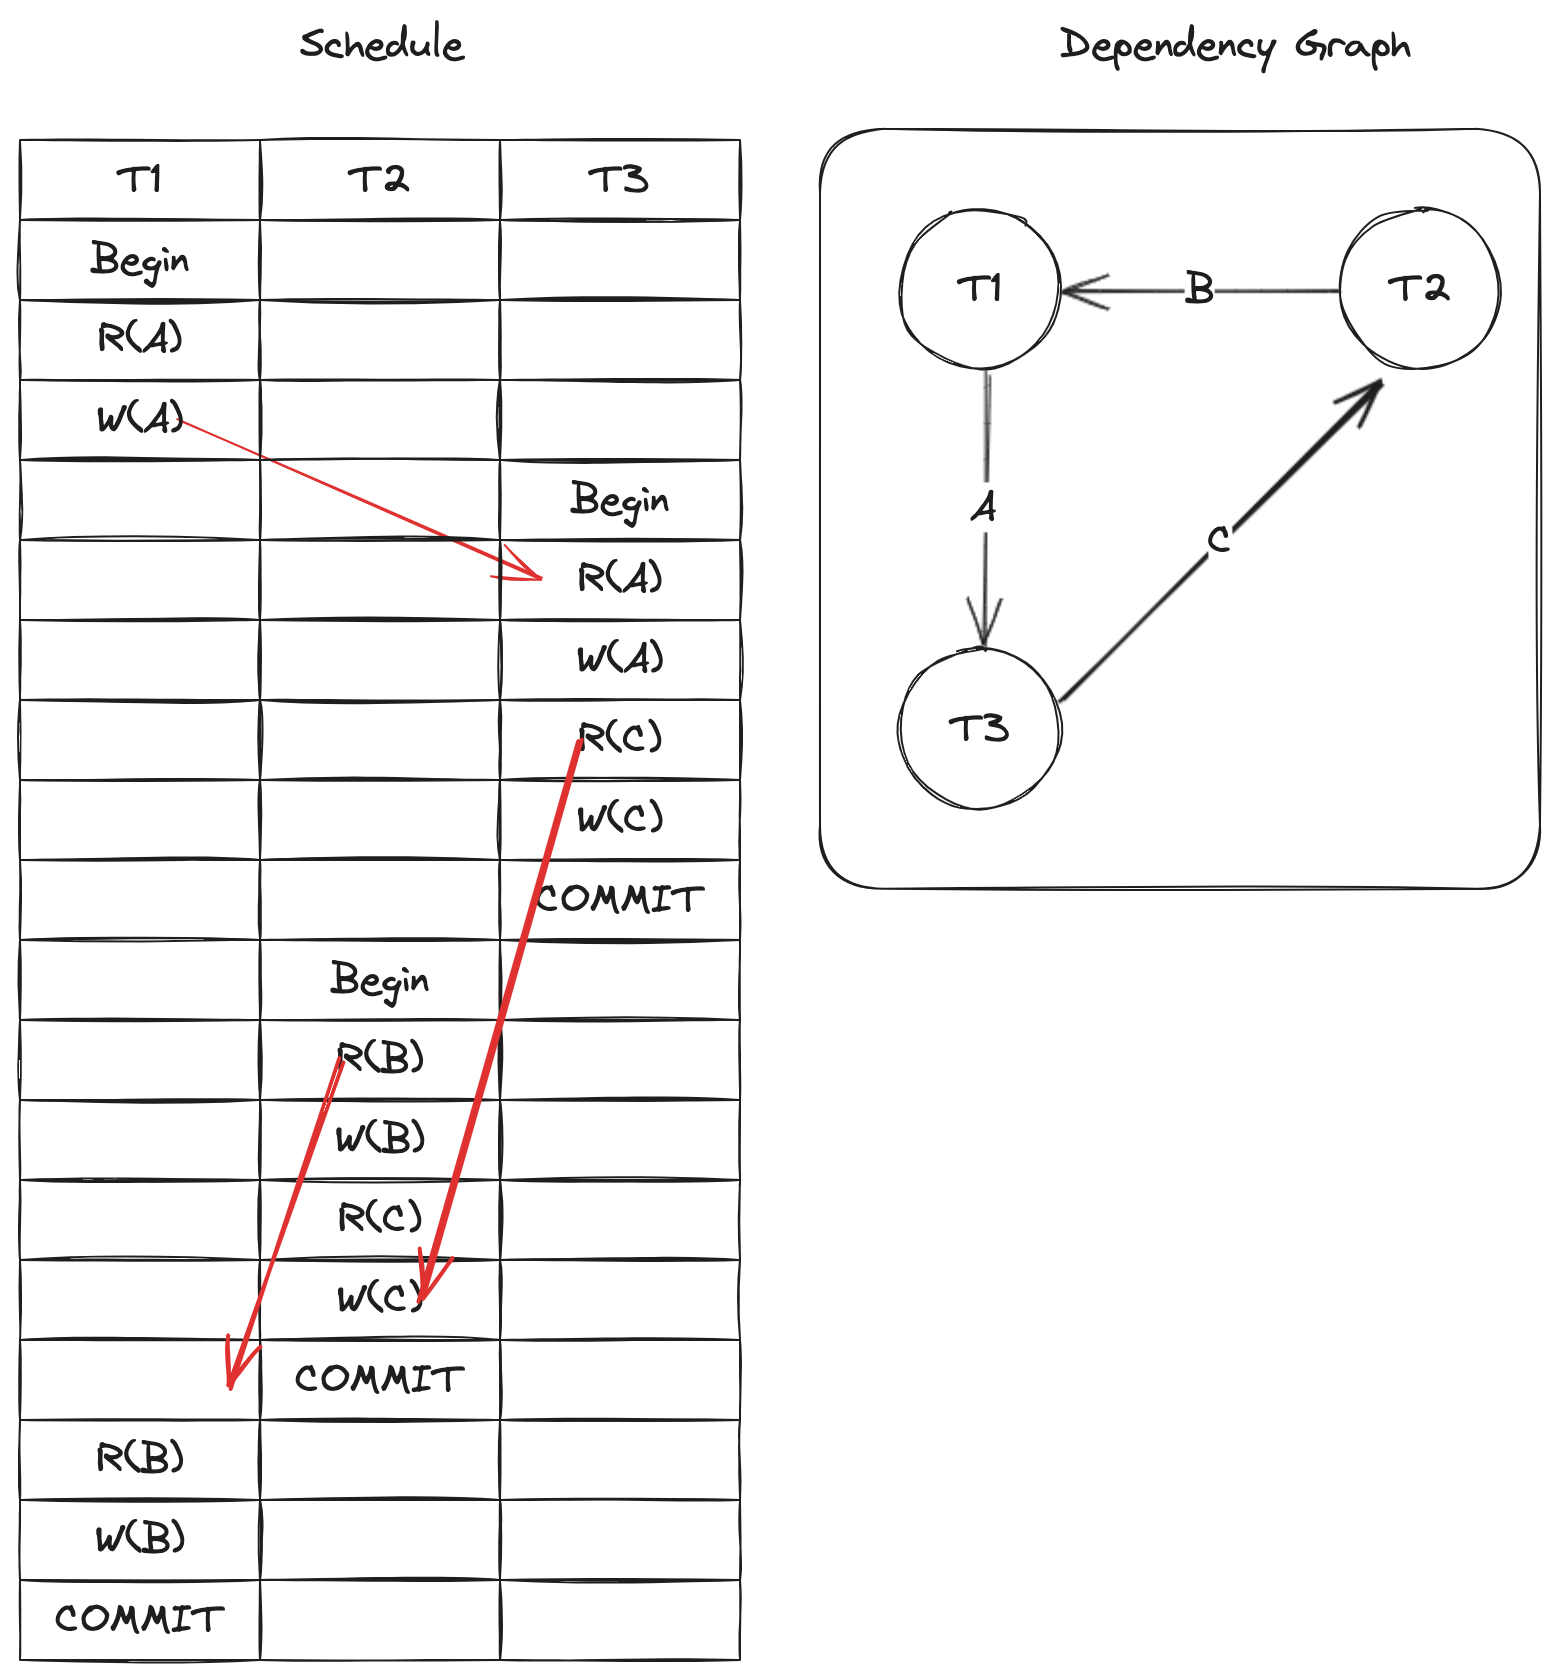 Schedule
Dependency Graph
T1 T2 T3
Begin
R(A)
W(A)
Begin
R(A)
W(A)
R(C)
W(C)
COMMIT
Begin
R(B)
W(B)
R(C)
W(C)
COMMIT
R(B)
W(B)
COMMIT
T1 B T2
A
C
T3